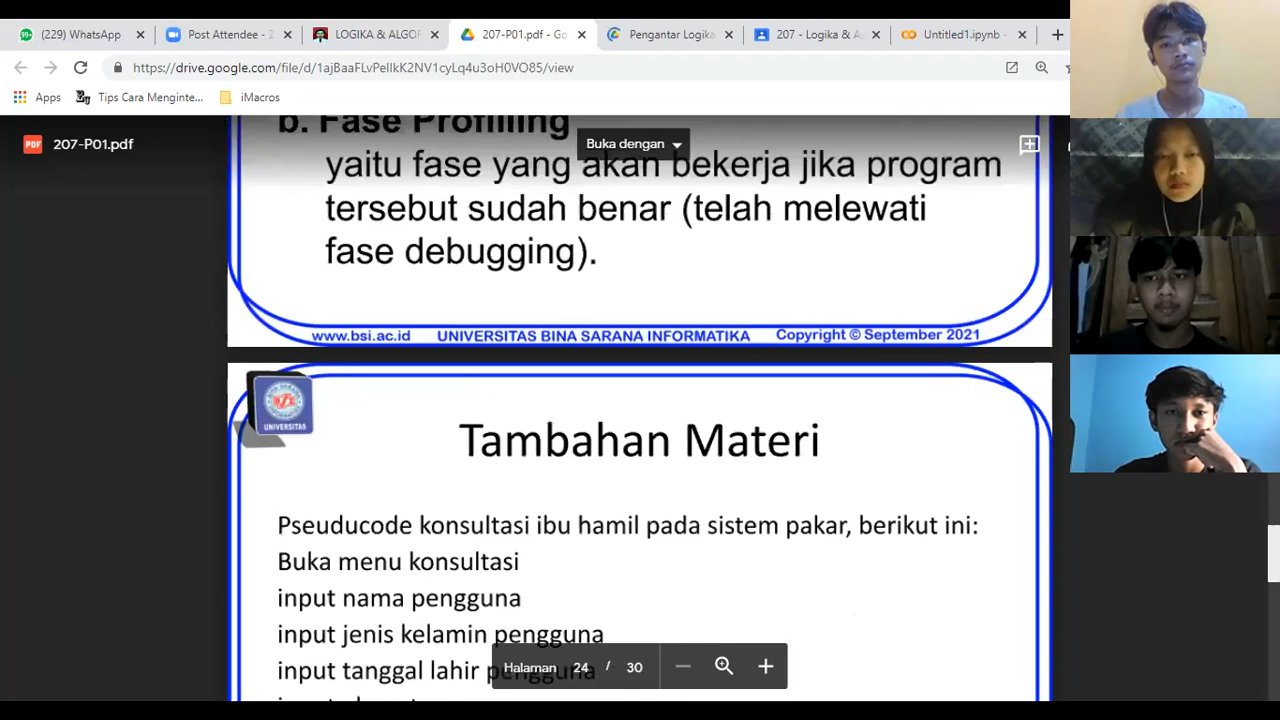 (229) WhatsApp
Post Attendee - Z
LOGIKA & ALGOR
207-P01.pdf - Go
Pengantar Logika
207 - Logika & A
Untitled1.ipynb -
https://drive.google.com/file/d/1ajBaaFLvPellkK2NV1cyLq4u3oH0VO85/view
Apps
Tips Cara Menginte...
iMacros
PDF
207-P01.pdf
Buka dengan
b. Fase Profilling
yaitu fase yang akan bekerja jika program
tersebut sudah benar (telah melewati
fase debugging).
www.bsi.ac.id UNIVERSITAS BINA SARANA INFORMATIKA Copyright © September 2021
UNIVERSITAS
Tambahan Materi
Pseuducode konsultasi ibu hamil pada sistem pakar, berikut ini:
Buka menu konsultasi
input nama pengguna
input jenis kelamin pengguna
input tanggal lahir pengguna
Halaman 24 / 30